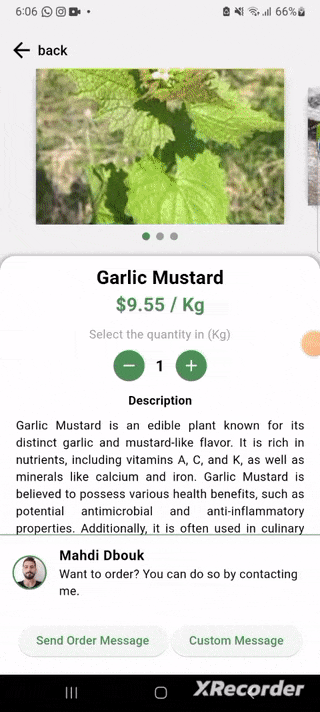 6:06 66%
back
Garlic Mustard
$9.55 / Kg
Select the quantity in (Kg)
1
Description
Garlic Mustard is an edible plant known for its
distinct garlic and mustard-like flavor. It is rich in
nutrients, including vitamins A, C, and K, as well as
minerals like calcium and iron. Garlic Mustard is
believed to possess various health benefits, such as
potential antimicrobial and anti-inflammatory
properties. Additionally, it is often used in culinary
Mahdi Dbouk
Want to order? You can do so by contacting
me.
Send Order Message Custom Message
XRecorder